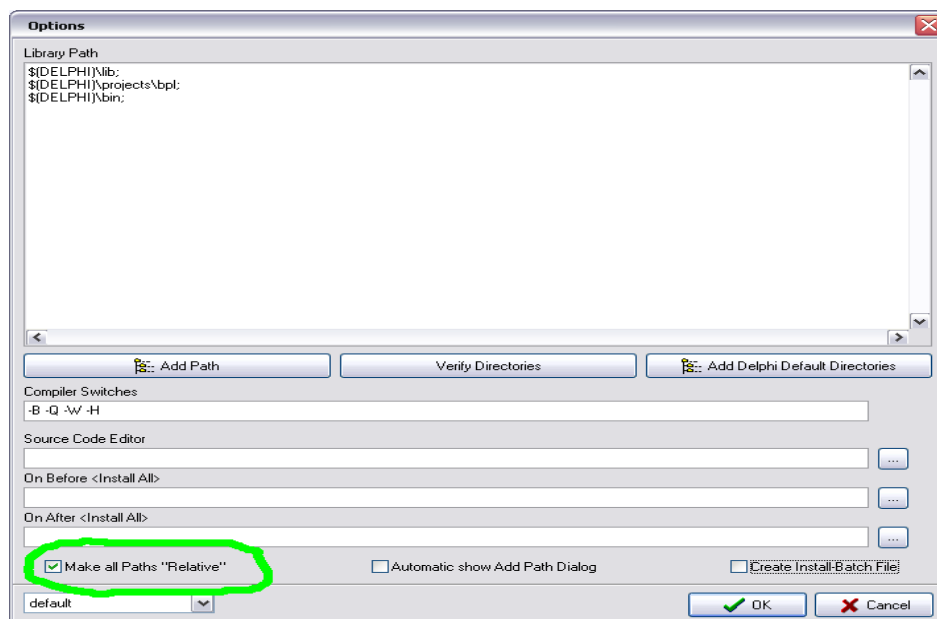 Options
Library Path
$(DELPHI)\lib;
$(DELPHI)\projects\bpl;
$(DELPHI)\bin;
Add Path
Verify Directories
Add Delphi Default Directories
Compiler Switches
-B -Q -W -H
Source Code Editor
...
On Before <Install All>
...
On After <Install All>
...
Make all Paths "Relative"
Automatic show Add Path Dialog
Create Install-Batch File
default
OK
Cancel